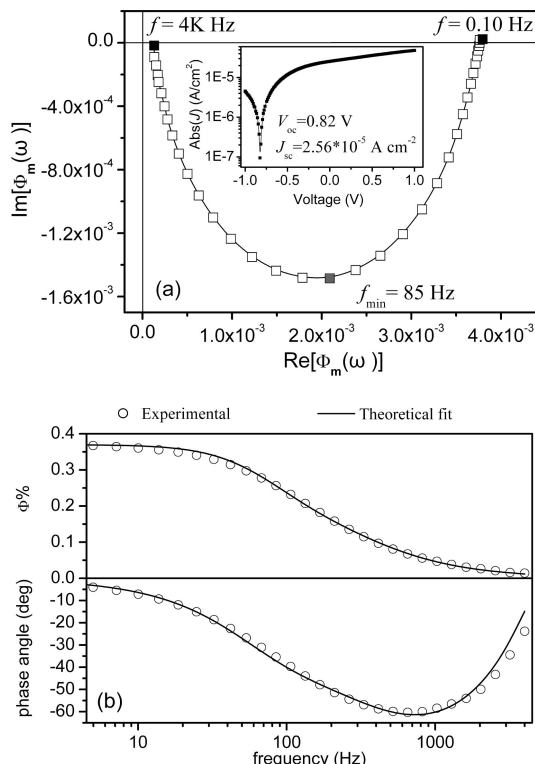 f = 4K Hz
f = 0.10 Hz
0.0
-4.0x10⁻⁴
-8.0x10⁻⁴
-1.2x10⁻³
-1.6x10⁻³
Im[Φm(ω)]
1E-5
1E-6
1E-7
Abs(J) (A/cm²)
Voc=0.82 V
Jsc=2.56*10⁻⁵ A cm⁻²
-1.0 -0.5 0.0 0.5 1.0
Voltage (V)
(a)
fmin= 85 Hz
0.0 1.0x10⁻³ 2.0x10⁻³ 3.0x10⁻³ 4.0x10⁻³
Re[Φm(ω)]
Experimental Theoretical fit
0.4
0.3
0.2
0.1
0.0
Φ%
-10
-20
-30
-40
-50
-60
phase angle (deg)
(b)
10 100 1000
frequency (Hz)